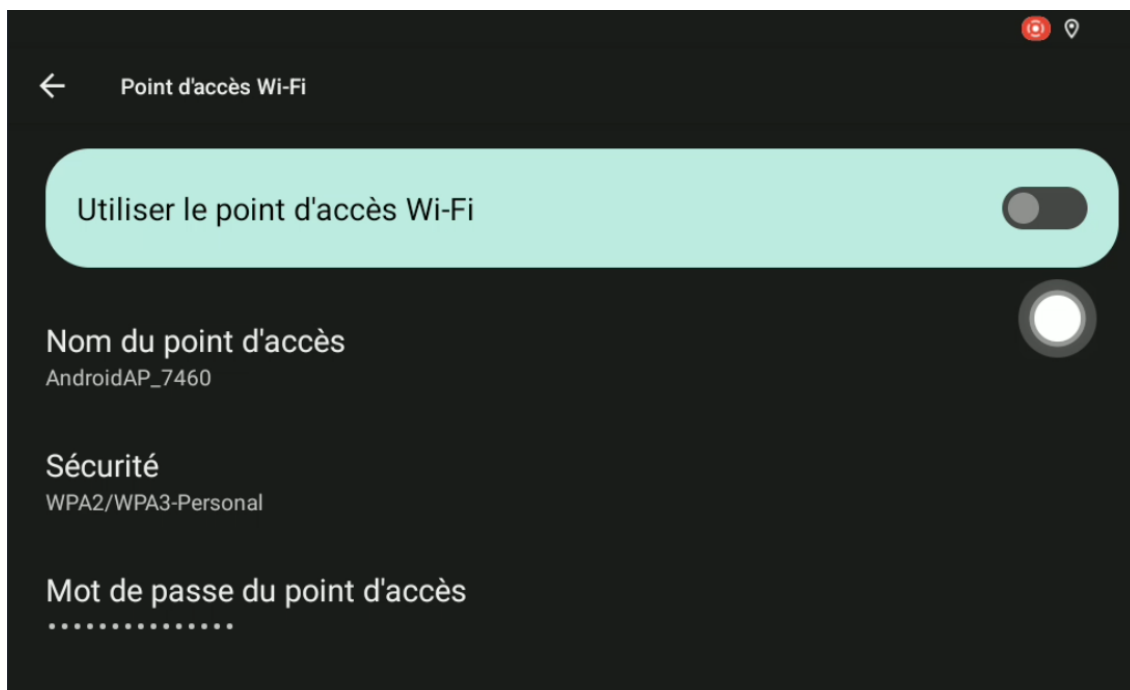 Point d'accès Wi-Fi
Utiliser le point d'accès Wi-Fi
Nom du point d'accès
AndroidAP_7460
Sécurité
WPA2/WPA3-Personal
Mot de passe du point d'accès
•••••••••••••••